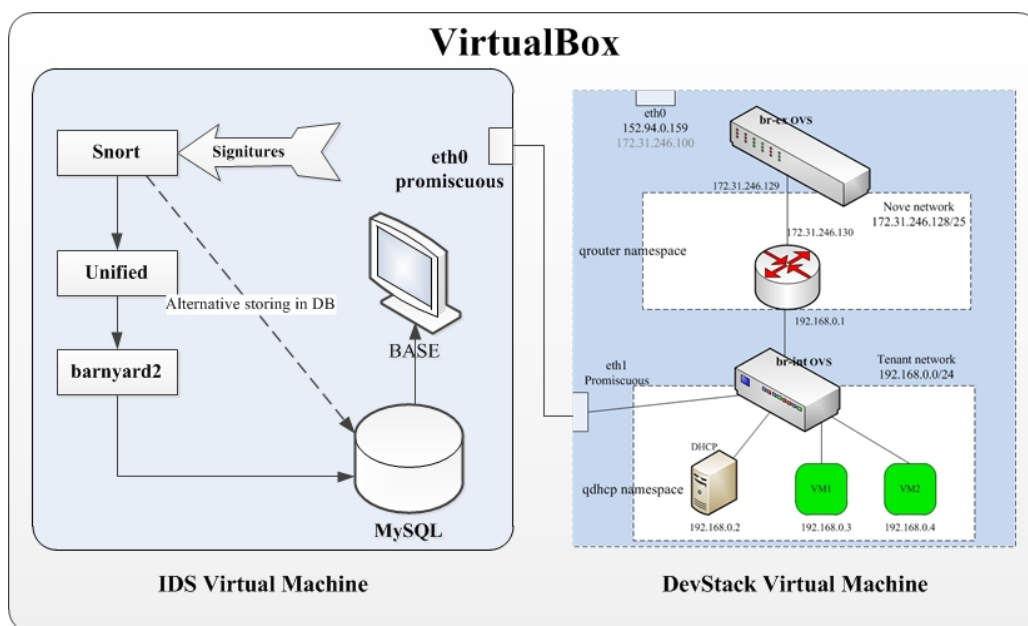 VirtualBox
Snort
Signitures
eth0
promiscuous
Unified
Alternative storing in DB
barnyard2
BASE
MySQL
IDS Virtual Machine
eth0
152.94.0.159
172.31.246.100
br-ex OVS
172.31.246.129
Nove network
172.31.246.128/25
172.31.246.130
qrouter namespace
192.168.0.1
eth1
Promiscuous
br-int OVS
Tenant network
192.168.0.0/24
DHCP
qdhcp namespace
VM1
VM2
192.168.0.2
192.168.0.3
192.168.0.4
DevStack Virtual Machine